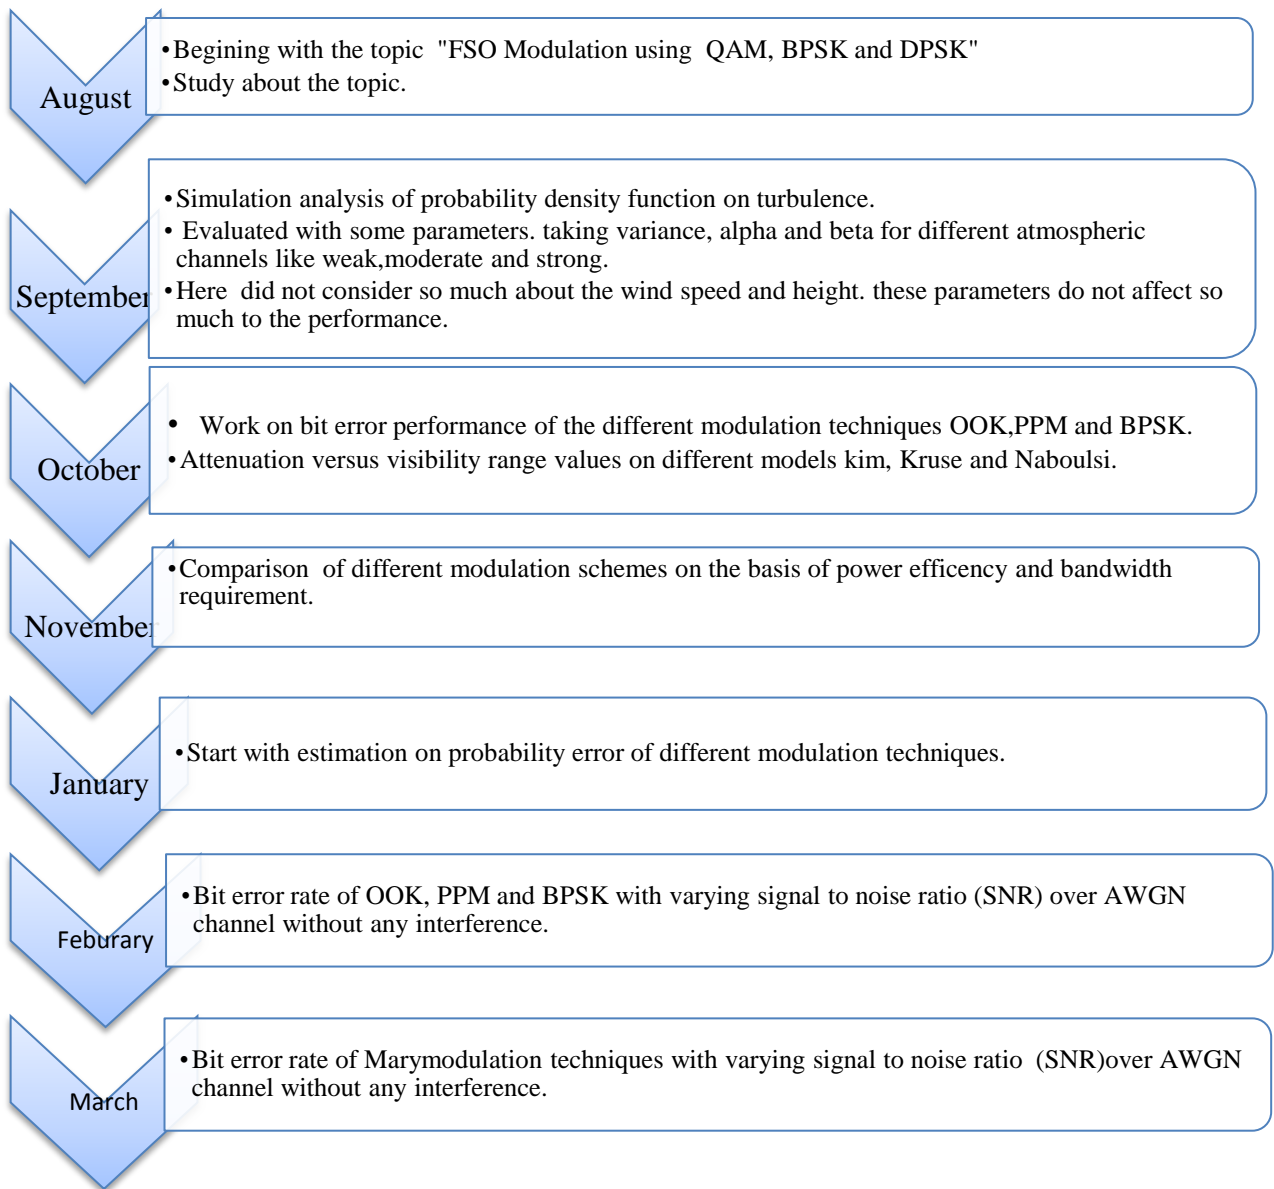 August
•Begining with the topic "FSO Modulation using QAM, BPSK and DPSK"
•Study about the topic.
September
•Simulation analysis of probability density function on turbulence.
• Evaluated with some parameters. taking variance, alpha and beta for different atmospheric
channels like weak,moderate and strong.
•Here did not consider so much about the wind speed and height. these parameters do not affect so
much to the performance.
October
• Work on bit error performance of the different modulation techniques OOK,PPM and BPSK.
•Attenuation versus visibility range values on different models kim, Kruse and Naboulsi.
November
•Comparison of different modulation schemes on the basis of power efficency and bandwidth
requirement.
January
•Start with estimation on probability error of different modulation techniques.
Feburary
•Bit error rate of OOK, PPM and BPSK with varying signal to noise ratio (SNR) over AWGN
channel without any interference.
March
•Bit error rate of Marymodulation techniques with varying signal to noise ratio (SNR)over AWGN
channel without any interference.